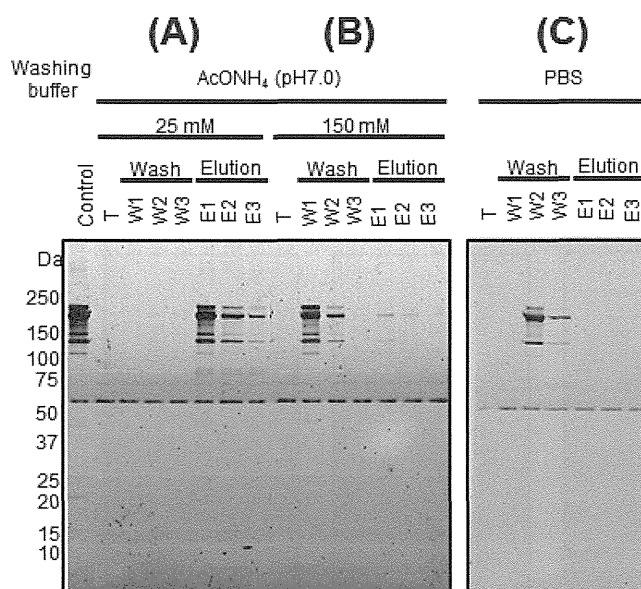 (A) (B) (C)
Washing buffer AcONH₄ (pH7.0) PBS
25 mM 150 mM
Wash Elution Wash Elution Wash Elution
Control T W1 W2 W3 E1 E2 E3 T W1 W2 W3 E1 E2 E3 T W1 W2 W3 E1 E2 E3
Da
250
150
100
75
50
37
25
20
15
10